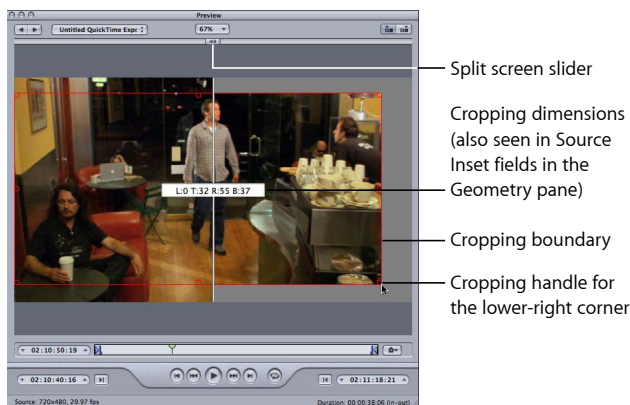 Preview
Untitled QuickTime Expc
67%
Split screen slider
Cropping dimensions
(also seen in Source
Inset fields in the
Geometry pane)
L:0 T:32 R:55 B:37
Cropping boundary
Cropping handle for
the lower-right corner
02:10:50:19
02:10:40:16
02:11:18:21
Source: 720x480, 29.97 fps
Duration: 00:00:38:06 (in-out)